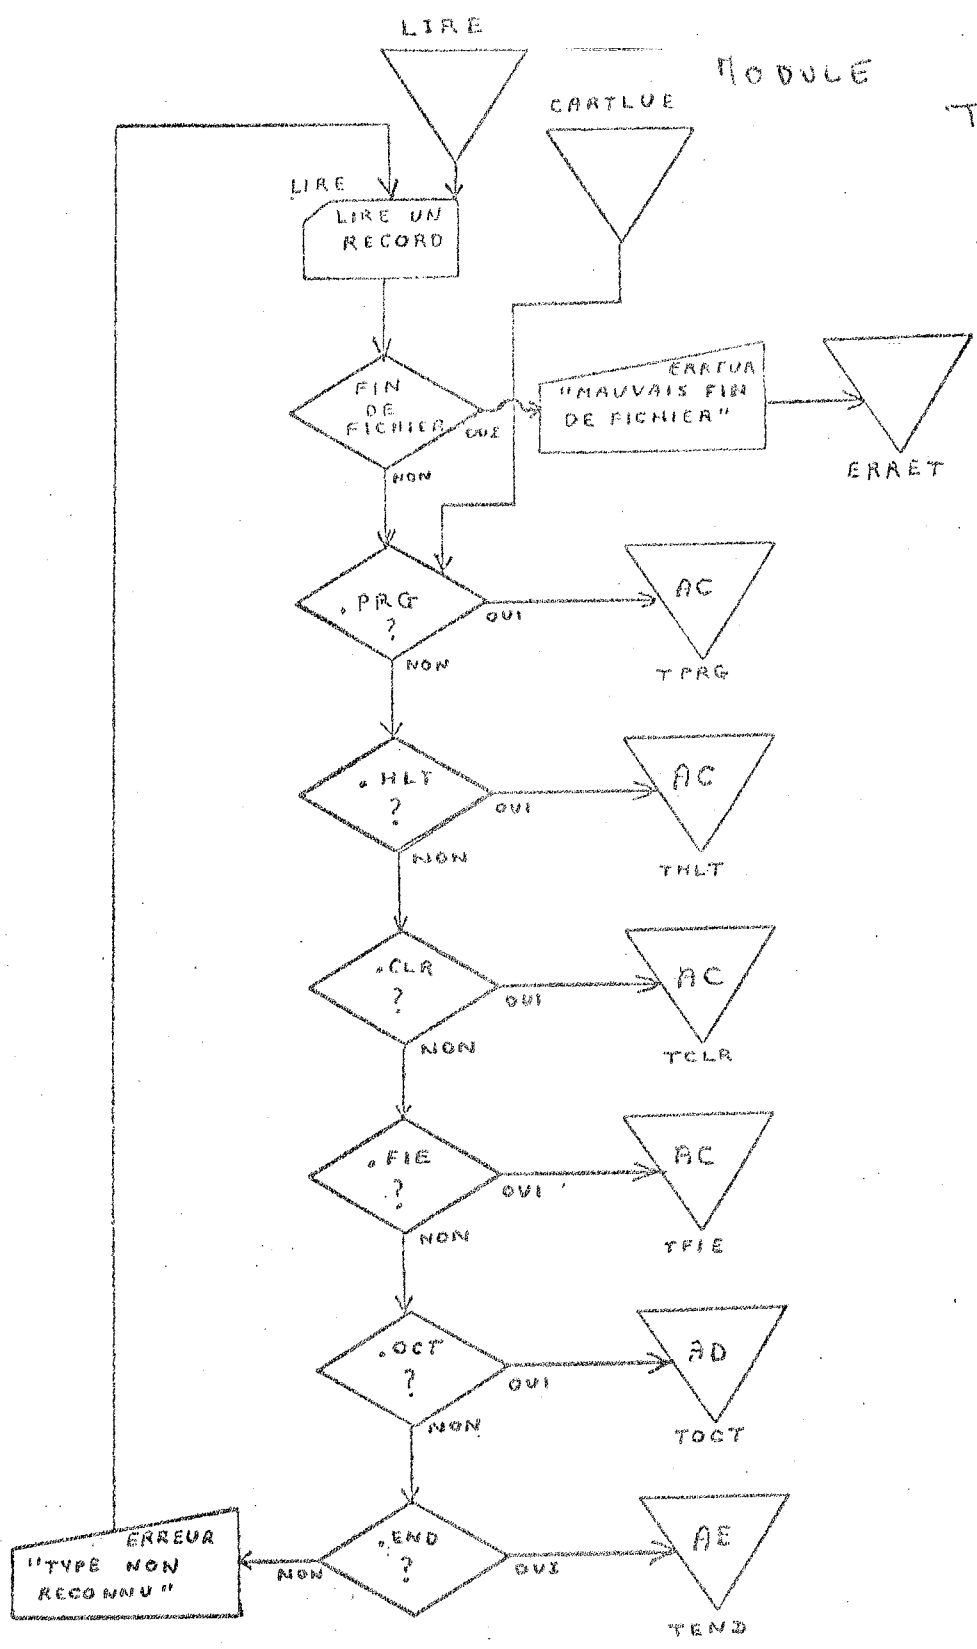 LIRE
MODULE
T
CARTLUE
LIRE
LIRE UN
RECORD
FIN
DE
FICHIER
OUI
NON
ERREUR
"MAUVAIS FIN
DE FICHIER"
ERRET
.PRG
?
OUI
NON
AC
TPRG
.HLT
?
OUI
NON
AC
THLT
.CLR
?
OUI
NON
AC
TCLR
.FIE
?
OUI
NON
AC
TFIE
.OCT
?
OUI
NON
AD
TOCT
.END
?
OUI
NON
AE
TEND
ERREUR
"TYPE NON
RECONNU"